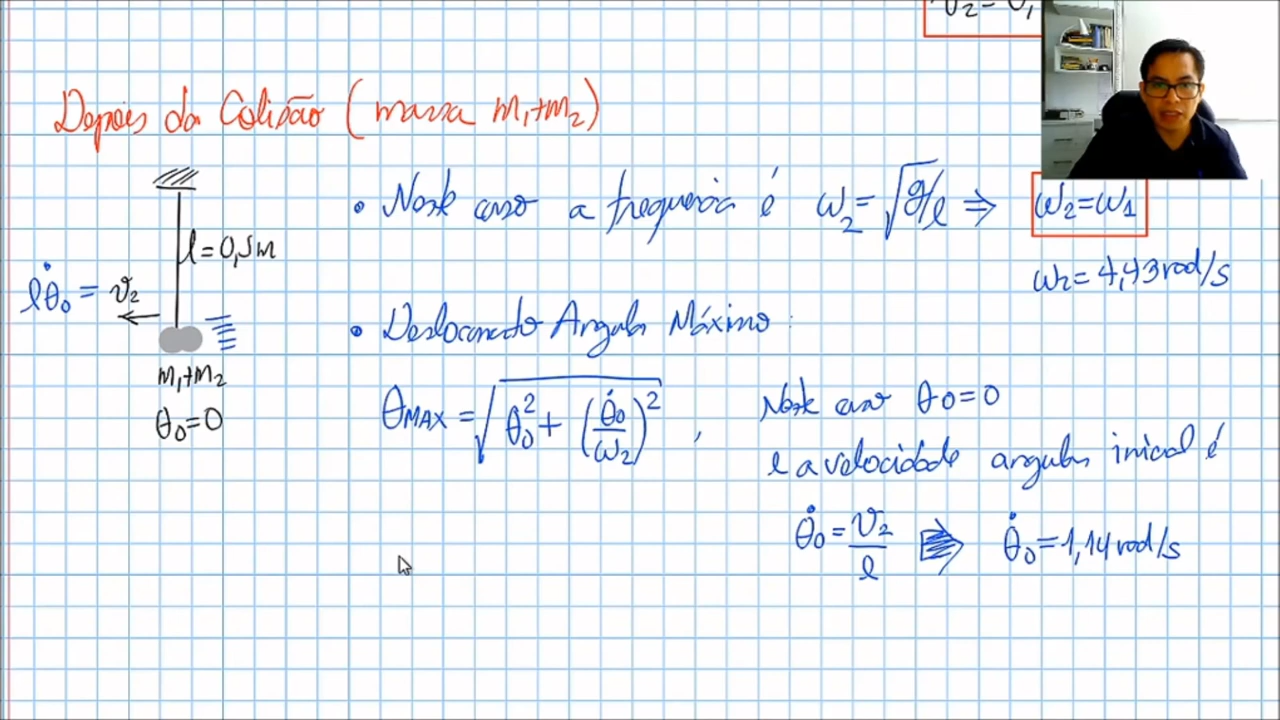 Depois da Colisão (massa m₁+m₂)
• Neste caso a frequencia é ω₂ = √g/l ⇒ ω₂=ω₁
l=0,5m
ω₂ = 4,43 rad/s
lθ̇₀ = v₂
• Deslocamento Angular Máximo:
m₁+m₂
θ₀=0
θMAX = √θ₀² + (θ̇₀/ω₂)² ,
Neste caso θ₀=0
e a velocidade angular inicial é
θ̇₀ = v₂/l ⇒ θ̇₀=1,14 rad/s